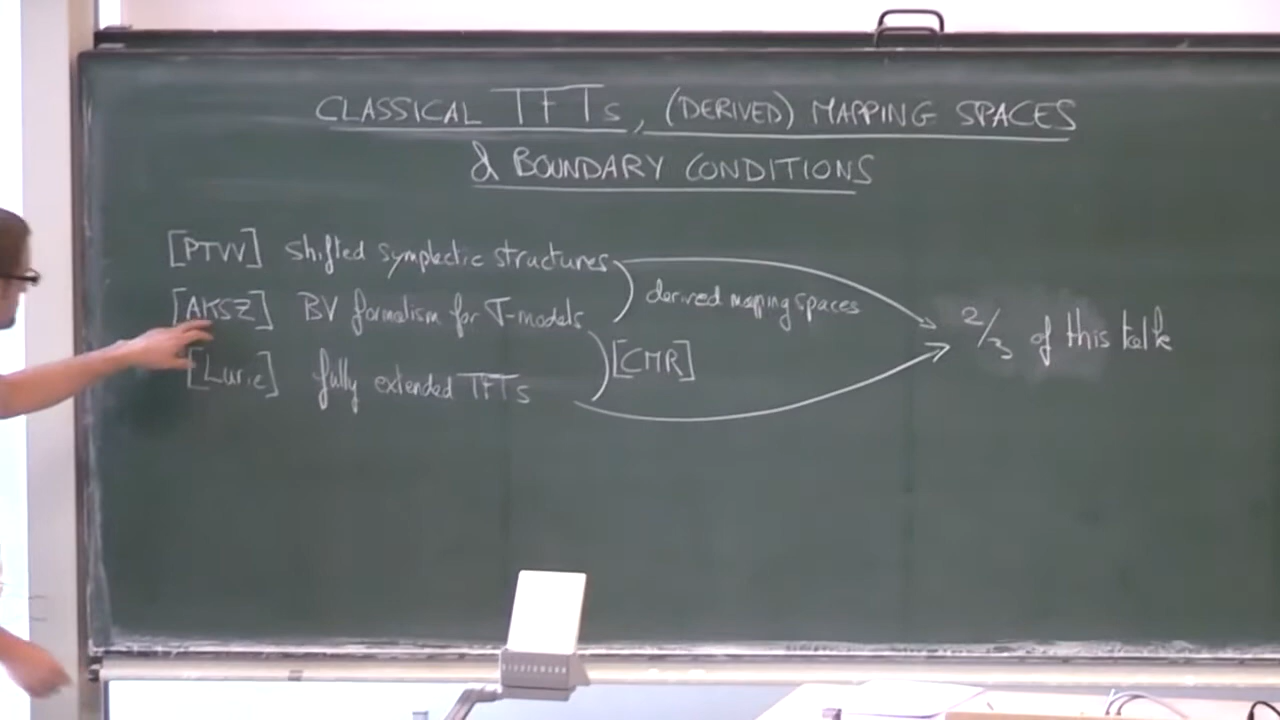 CLASSICAL TFTs, (DERIVED) MAPPING SPACES
& BOUNDARY CONDITIONS
[PTVV] shifted symplectic structures
derived mapping spaces
[AKSZ] BV formalism for σ-models
2/3 of this talk
[CMR]
[Lurie] fully extended TFTs